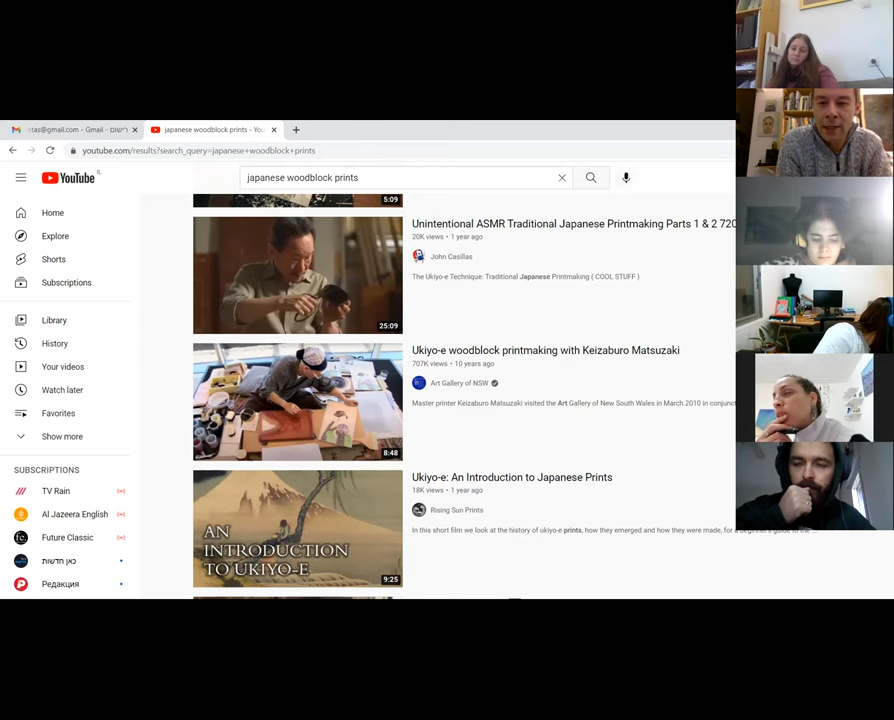 stas@gmail.com - Gmail - רישום
japanese woodblock prints - You
youtube.com/results?search_query=japanese+woodblock+prints
YouTube IL
japanese woodblock prints
5:09
Home
Explore
Shorts
Subscriptions
Library
History
Your videos
Watch later
Favorites
Show more
SUBSCRIPTIONS
TV Rain
Al Jazeera English
Future Classic
כאן חדשות
Редакция
Unintentional ASMR Traditional Japanese Printmaking Parts 1 & 2 720
20K views • 1 year ago
John Casillas
The Ukiyo-e Technique: Traditional Japanese Printmaking ( COOL STUFF )
25:09
Ukiyo-e woodblock printmaking with Keizaburo Matsuzaki
707K views • 10 years ago
Art Gallery of NSW
Master printer Keizaburo Matsuzaki visited the Art Gallery of New South Wales in March 2010 in conjunct
8:48
Ukiyo-e: An Introduction to Japanese Prints
18K views • 1 year ago
Rising Sun Prints
In this short film we look at the history of ukiyo-e prints, how they emerged and how they were made, for a beginner's guide to the ...
AN
INTRODUCTION
TO UKIYO-E
9:25